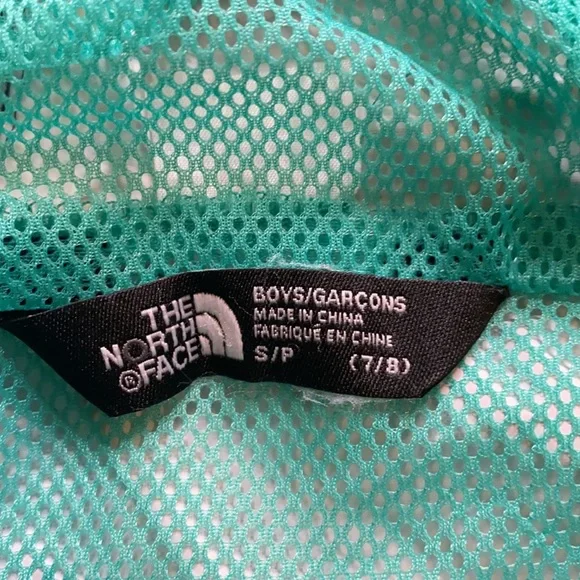 THE
NORTH
FACE
®
BOYS/GARÇONS
MADE IN CHINA
FABRIQUÉ EN CHINE
S/P (7/8)